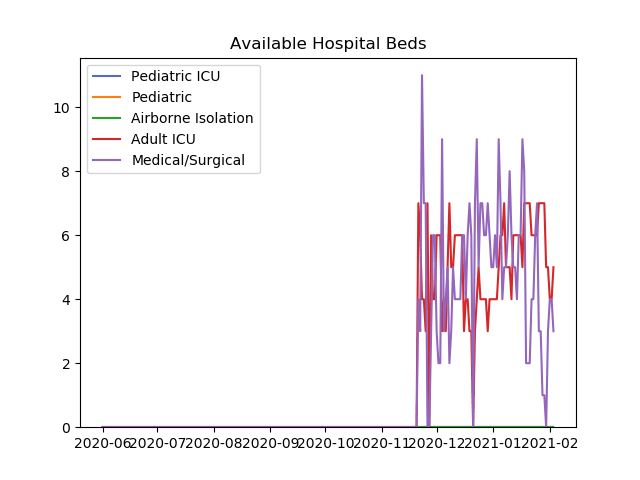 Available Hospital Beds
Pediatric ICU
Pediatric
Airborne Isolation
Adult ICU
Medical/Surgical
10
8
6
4
2
0
2020-06 2020-07 2020-08 2020-09 2020-10 2020-11 2020-12 2021-01 2021-02